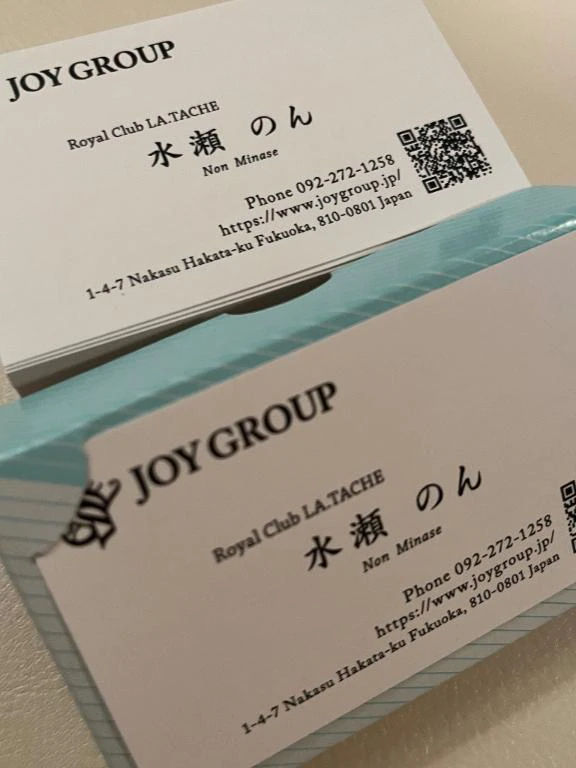 JOY GROUP
Royal Club LA.TACHE
水瀬 のん
Non Minase
Phone 092-272-1258
https://www.joygroup.jp/
1-4-7 Nakasu Hakata-ku Fukuoka, 810-0801 Japan
JOY GROUP
Royal Club LA.TACHE
水瀬 のん
Non Minase
Phone 092-272-1258
https://www.joygroup.jp/
1-4-7 Nakasu Hakata-ku Fukuoka, 810-0801 Japan